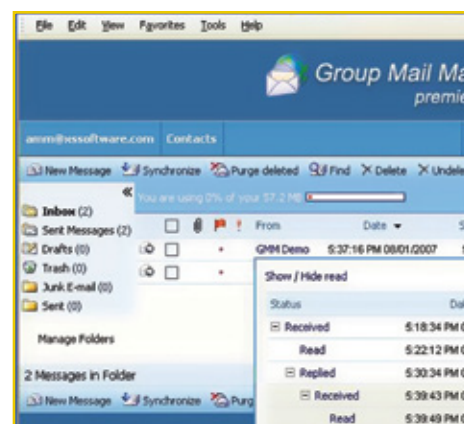 File Edit View Favorites Tools Help
Group Mail Ma
premie
amm@xssoftware.com Contacts
New Message Synchronize Purge deleted Find Delete Undele
You are using 0% of your 57.2 MB
Inbox (2)
Sent Messages (2)
Drafts (0)
Trash (0)
Junk E-mail (0)
Sent (0)
Manage Folders
2 Messages in Folder
! From Date S
GMM Demo 5:37:16 PM 08/01/2007
Show / Hide read
Status Da
Received 5:18:34 PM
Read 5:22:12 PM
Replied 5:30:34 PM
Received 5:39:43 PM
Read 5:39:49 PM
New Message Synchronize Purg